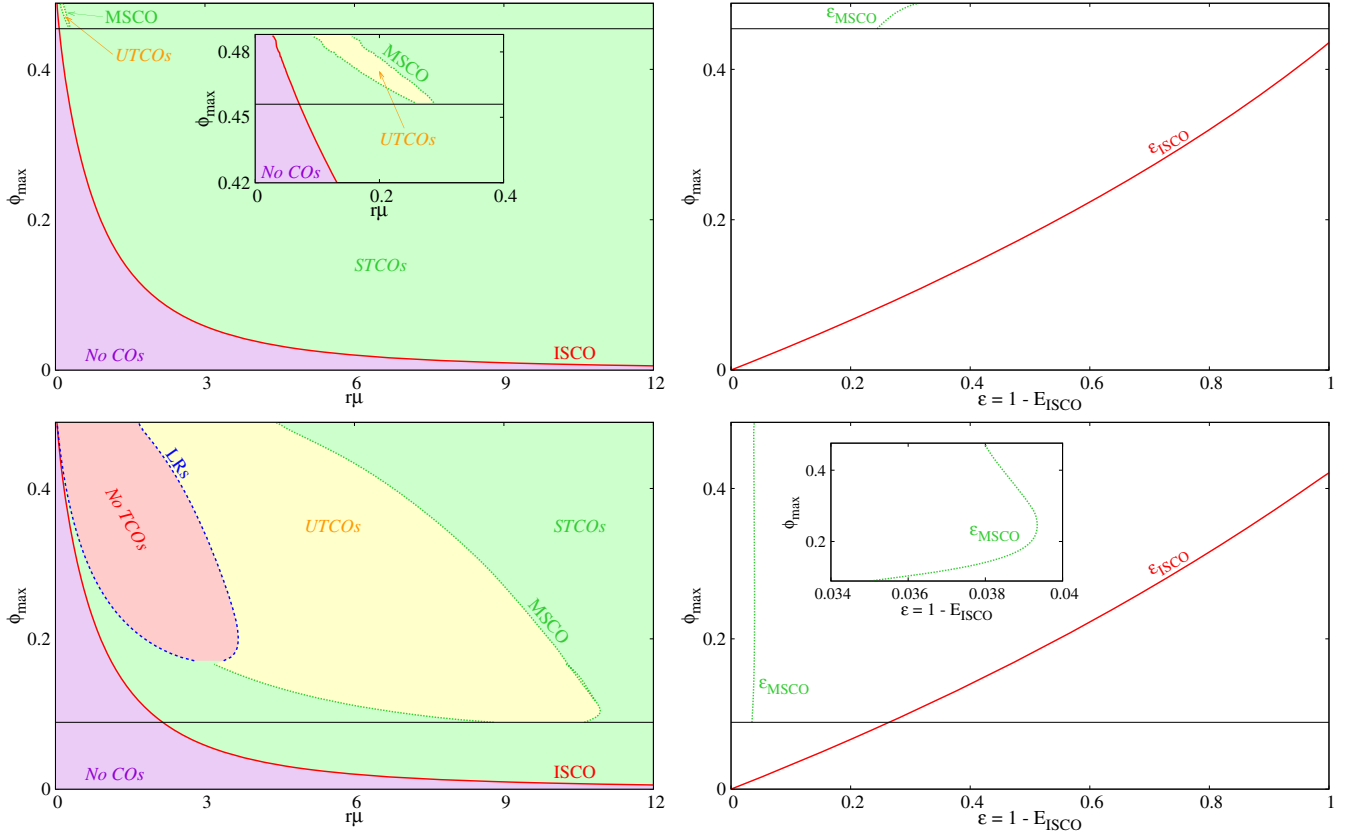 MSCO
UTCOs
0.4
0.2
0
ϕmax
0.48
0.45
0.42
ϕmax
MSCO
UTCOs
No COs
0
0.2
0.4
rμ
STCOs
No COs
ISCO
0
3
6
9
12
rμ
εMSCO
0.4
0.2
0
ϕmax
εISCO
0
0.2
0.4
0.6
0.8
1
ε = 1 - EISCO
0.4
0.2
0
ϕmax
LRs
No TCOs
UTCOs
STCOs
MSCO
No COs
ISCO
0
3
6
9
12
rμ
0.4
0.2
0
ϕmax
0.4
0.2
ϕmax
εMSCO
0.034
0.036
0.038
0.04
ε = 1 - EISCO
εISCO
εMSCO
0
0.2
0.4
0.6
0.8
1
ε = 1 - EISCO